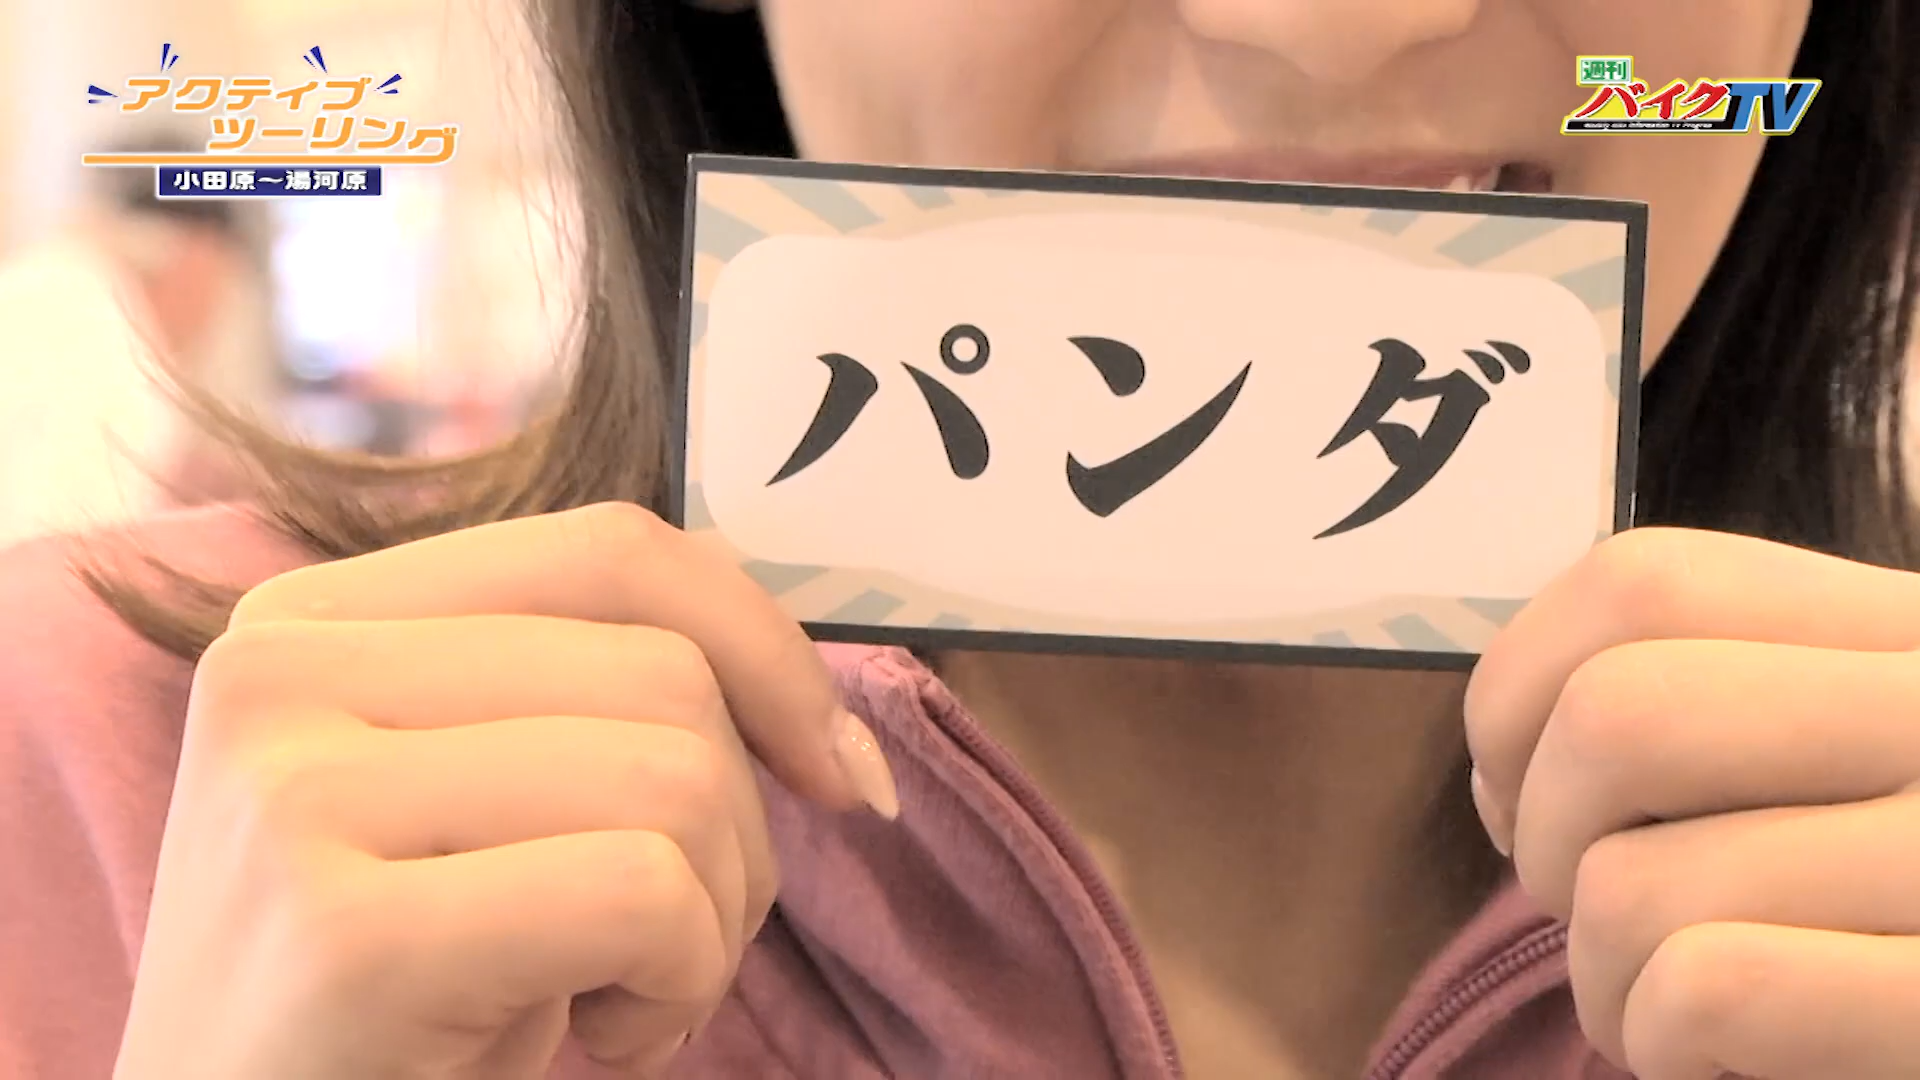 アクティブ
ツーリング
小田原～湯河原
週刊
バイクTV
パンダ